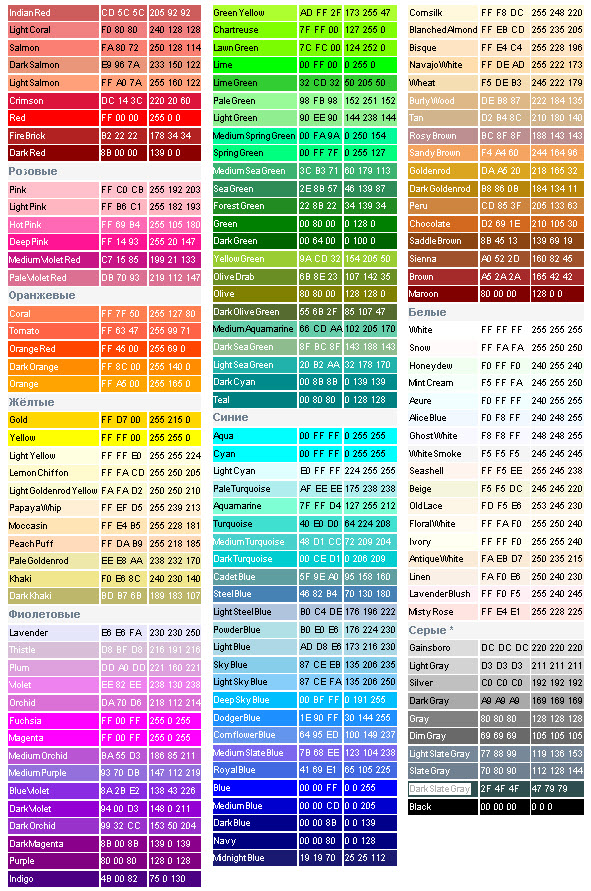 Indian Red CD 5C 5C 205 92 92
Light Coral F0 80 80 240 128 128
Salmon FA 80 72 250 128 114
Dark Salmon E9 96 7A 233 150 122
Light Salmon FF A0 7A 255 160 122
Crimson DC 14 3C 220 20 60
Red FF 00 00 255 0 0
Fire Brick B2 22 22 178 34 34
Dark Red 8B 00 00 139 0 0
Розовые
Pink FF C0 CB 255 192 203
Light Pink FF B6 C1 255 182 193
Hot Pink FF 69 B4 255 105 180
Deep Pink FF 14 93 255 20 147
Medium Violet Red C7 15 85 199 21 133
Pale Violet Red DB 70 93 219 112 147
Оранжевые
Coral FF 7F 50 255 127 80
Tomato FF 63 47 255 99 71
Orange Red FF 45 00 255 69 0
Dark Orange FF 8C 00 255 140 0
Orange FF A5 00 255 165 0
Жёлтые
Gold FF D7 00 255 215 0
Yellow FF FF 00 255 255 0
Light Yellow FF FF E0 255 255 224
Lemon Chiffon FF FA CD 255 250 205
Light Goldenrod Yellow FA FA D2 250 250 210
Papaya Whip FF EF D5 255 239 213
Moccasin FF E4 B5 255 228 181
Peach Puff FF DA B9 255 218 185
Pale Goldenrod EE E8 AA 238 232 170
Khaki F0 E6 8C 240 230 140
Dark Khaki BD B7 6B 189 183 107
Фиолетовые
Lavender E6 E6 FA 230 230 250
Thistle D8 BF D8 216 191 216
Plum DD A0 DD 221 160 221
Violet EE 82 EE 238 130 238
Orchid DA 70 D6 218 112 214
Fuchsia FF 00 FF 255 0 255
Magenta FF 00 FF 255 0 255
Medium Orchid BA 55 D3 186 85 211
Medium Purple 93 70 DB 147 112 219
Blue Violet 8A 2B E2 138 43 226
Dark Violet 94 00 D3 148 0 211
Dark Orchid 99 32 CC 153 50 204
Dark Magenta 8B 00 8B 139 0 139
Purple 80 00 80 128 0 128
Indigo 4B 00 82 75 0 130
Green Yellow AD FF 2F 173 255 47
Chartreuse 7F FF 00 127 255 0
Lawn Green 7C FC 00 124 252 0
Lime 00 FF 00 0 255 0
Lime Green 32 CD 32 50 205 50
Pale Green 98 FB 98 152 251 152
Light Green 90 EE 90 144 238 144
Medium Spring Green 00 FA 9A 0 250 154
Spring Green 00 FF 7F 0 255 127
Medium Sea Green 3C B3 71 60 179 113
Sea Green 2E 8B 57 46 139 87
Forest Green 22 8B 22 34 139 34
Green 00 80 00 0 128 0
Dark Green 00 64 00 0 100 0
Yellow Green 9A CD 32 154 205 50
Olive Drab 6B 8E 23 107 142 35
Olive 80 80 00 128 128 0
Dark Olive Green 55 6B 2F 85 107 47
Medium Aquamarine 66 CD AA 102 205 170
Dark Sea Green 8F BC 8F 143 188 143
Light Sea Green 20 B2 AA 32 178 170
Dark Cyan 00 8B 8B 0 139 139
Teal 00 80 80 0 128 128
Синие
Aqua 00 FF FF 0 255 255
Cyan 00 FF FF 0 255 255
Light Cyan E0 FF FF 224 255 255
Pale Turquoise AF EE EE 175 238 238
Aquamarine 7F FF D4 127 255 212
Turquoise 40 E0 D0 64 224 208
Medium Turquoise 48 D1 CC 72 209 204
Dark Turquoise 00 CE D1 0 206 209
Cadet Blue 5F 9E A0 95 158 160
Steel Blue 46 82 B4 70 130 180
Light Steel Blue B0 C4 DE 176 196 222
Powder Blue B0 E0 E6 176 224 230
Light Blue AD D8 E6 173 216 230
Sky Blue 87 CE EB 135 206 235
Light Sky Blue 87 CE FA 135 206 250
Deep Sky Blue 00 BF FF 0 191 255
Dodger Blue 1E 90 FF 30 144 255
Cornflower Blue 64 95 ED 100 149 237
Medium Slate Blue 7B 68 EE 123 104 238
Royal Blue 41 69 E1 65 105 225
Blue 00 00 FF 0 0 255
Medium Blue 00 00 CD 0 0 205
Dark Blue 00 00 8B 0 0 139
Navy 00 00 80 0 0 128
Midnight Blue 19 19 70 25 25 112
Cornsilk FF F8 DC 255 248 220
Blanched Almond FF EB CD 255 235 205
Bisque FF E4 C4 255 228 196
Navajo White FF DE AD 255 222 173
Wheat F5 DE B3 245 222 179
Burly Wood DE B8 87 222 184 135
Tan D2 B4 8C 210 180 140
Rosy Brown BC 8F 8F 188 143 143
Sandy Brown F4 A4 60 244 164 96
Goldenrod DA A5 20 218 165 32
Dark Goldenrod B8 86 0B 184 134 11
Peru CD 85 3F 205 133 63
Chocolate D2 69 1E 210 105 30
Saddle Brown 8B 45 13 139 69 19
Sienna A0 52 2D 160 82 45
Brown A5 2A 2A 165 42 42
Maroon 80 00 00 128 0 0
Белые
White FF FF FF 255 255 255
Snow FF FA FA 255 250 250
Honeydew F0 FF F0 240 255 240
Mint Cream F5 FF FA 245 255 250
Azure F0 FF FF 240 255 255
Alice Blue F0 F8 FF 240 248 255
Ghost White F8 F8 FF 248 248 255
White Smoke F5 F5 F5 245 245 245
Seashell FF F5 EE 255 245 238
Beige F5 F5 DC 245 245 220
Old Lace FD F5 E6 253 245 230
Floral White FF FA F0 255 250 240
Ivory FF FF F0 255 255 240
Antique White FA EB D7 250 235 215
Linen FA F0 E6 250 240 230
Lavender Blush FF F0 F5 255 240 245
Misty Rose FF E4 E1 255 228 225
Серые *
Gainsboro DC DC DC 220 220 220
Light Gray D3 D3 D3 211 211 211
Silver C0 C0 C0 192 192 192
Dark Gray A9 A9 A9 169 169 169
Gray 80 80 80 128 128 128
Dim Gray 69 69 69 105 105 105
Light Slate Gray 77 88 99 119 136 153
Slate Gray 70 80 90 112 128 144
Dark Slate Gray 2F 4F 4F 47 79 79
Black 00 00 00 0 0 0